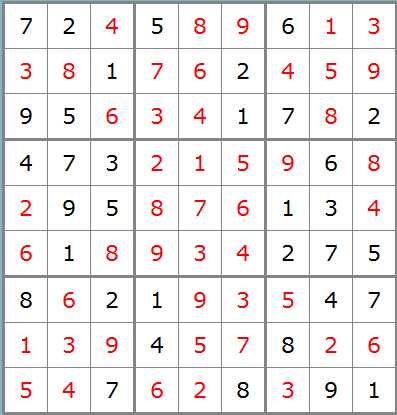 7 2 4 5 8 9 6 1 3
3 8 1 7 6 2 4 5 9
9 5 6 3 4 1 7 8 2
4 7 3 2 1 5 9 6 8
2 9 5 8 7 6 1 3 4
6 1 8 9 3 4 2 7 5
8 6 2 1 9 3 5 4 7
1 3 9 4 5 7 8 2 6
5 4 7 6 2 8 3 9 1